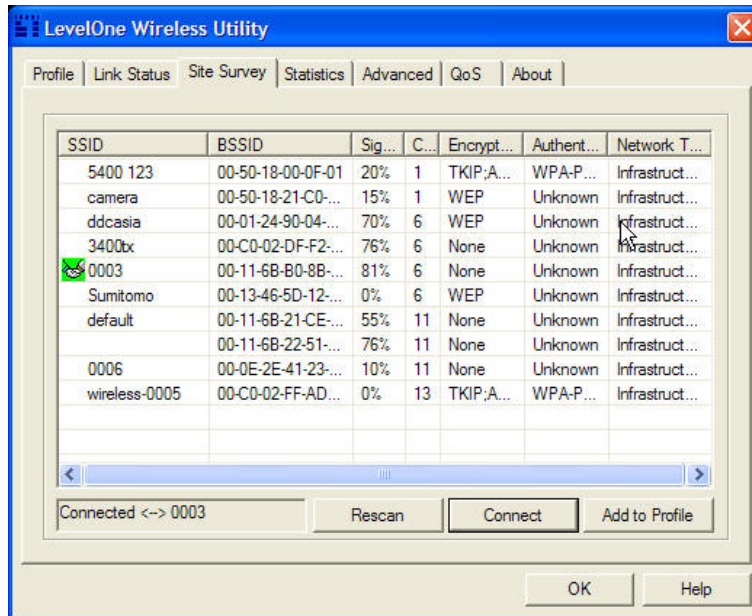 LevelOne Wireless Utility
Profile Link Status Site Survey Statistics Advanced QoS About
SSID BSSID Sig... C... Encrypt... Authent... Network T...
5400 123 00-50-18-00-0F-01 20% 1 TKIP;A... WPA-P... Infrastruct...
camera 00-50-18-21-C0-... 15% 1 WEP Unknown Infrastruct...
ddcasia 00-01-24-90-04-... 70% 6 WEP Unknown Infrastruct...
3400tx 00-C0-02-DF-F2-... 76% 6 None Unknown Infrastruct...
0003 00-11-6B-B0-8B-... 81% 6 None Unknown Infrastruct...
Sumitomo 00-13-46-5D-12-... 0% 6 WEP Unknown Infrastruct...
default 00-11-6B-21-CE-... 55% 11 None Unknown Infrastruct...
00-11-6B-22-51-... 76% 11 None Unknown Infrastruct...
0006 00-0E-2E-41-23-... 10% 11 None Unknown Infrastruct...
wireless-0005 00-C0-02-FF-AD... 0% 13 TKIP;A... WPA-P... Infrastruct...
Connected <--> 0003 Rescan Connect Add to Profile
OK Help